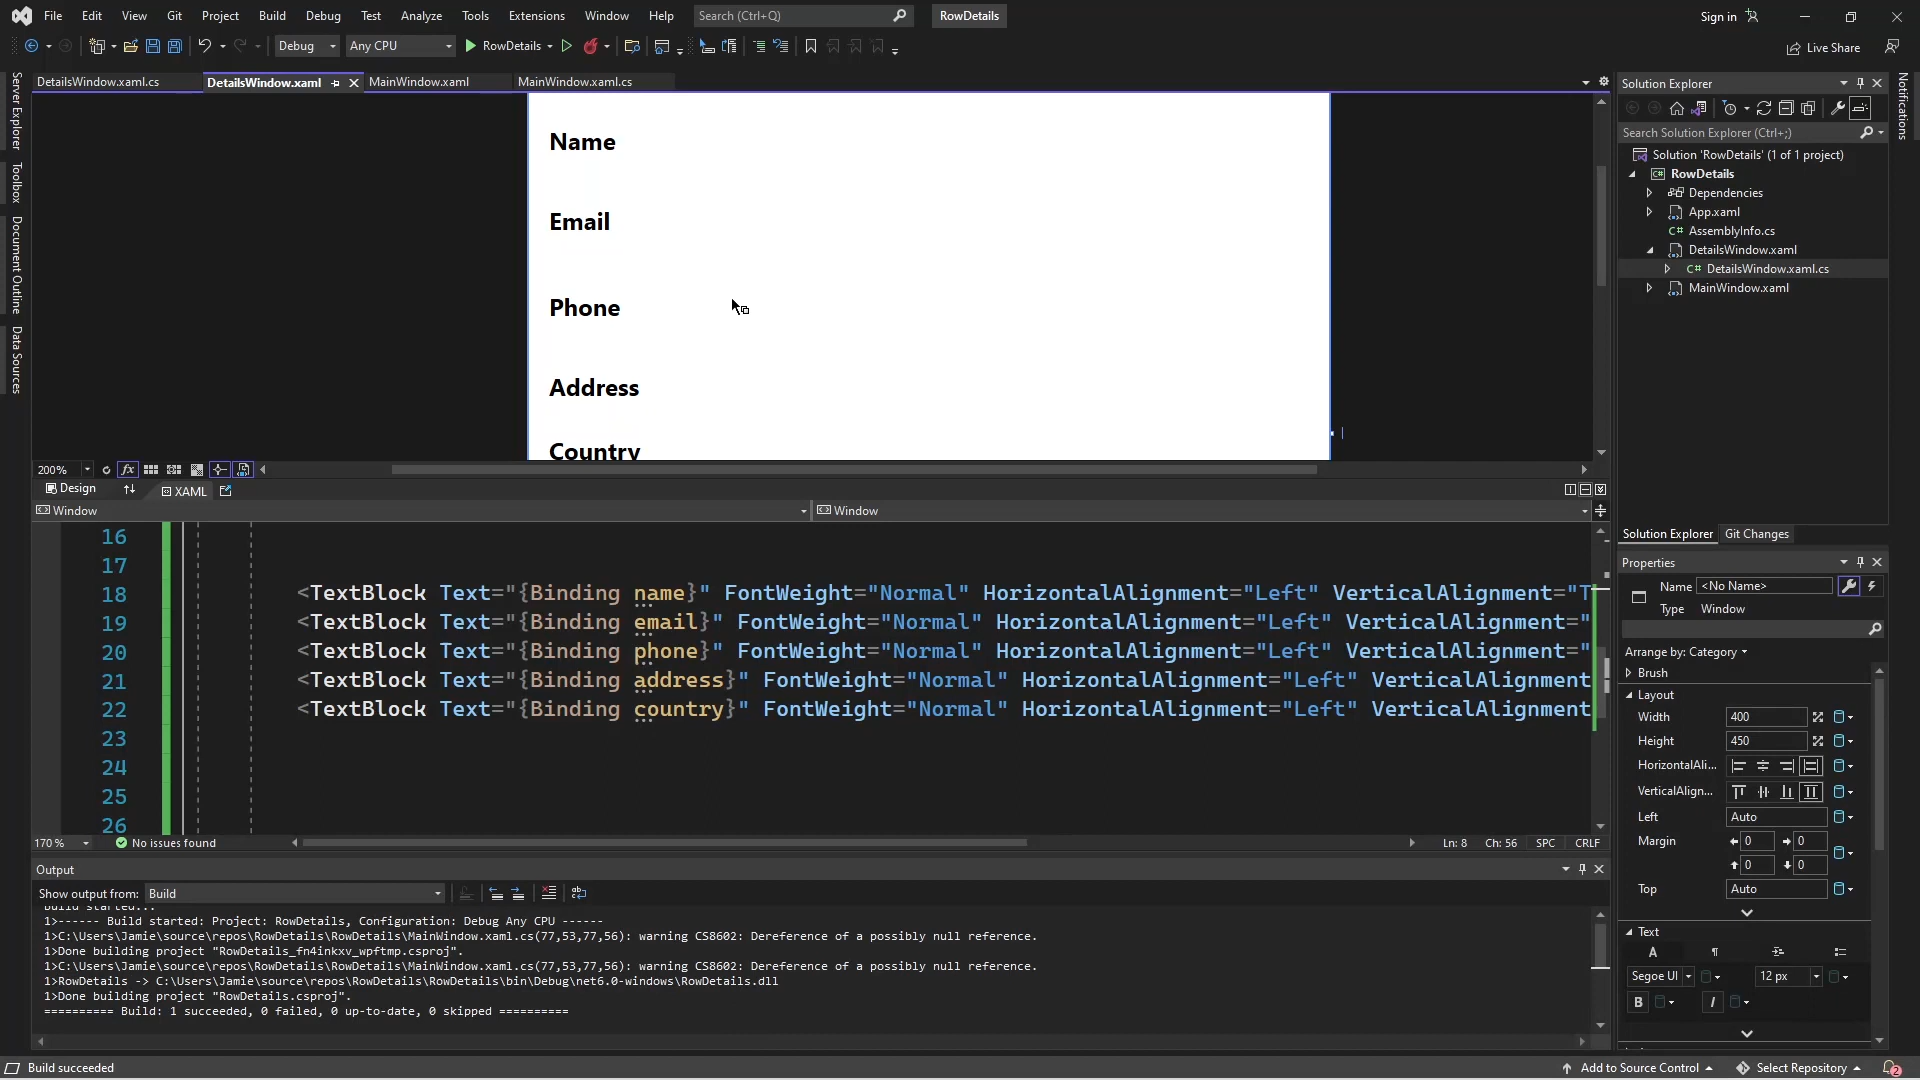 File Edit View Git Project Build Debug Test Analyze Tools Extensions Window Help Search (Ctrl+Q) RowDetails Sign in
Debug Any CPU RowDetails Live Share
DetailsWindow.xaml.cs DetailsWindow.xaml MainWindow.xaml MainWindow.xaml.cs
Server Explorer
Toolbox
Document Outline
Data Sources
Name
Email
Phone
Address
Country
200%
Design XAML
Window Window
16
17
18 <TextBlock Text="{Binding name}" FontWeight="Normal" HorizontalAlignment="Left" VerticalAlignment="T
19 <TextBlock Text="{Binding email}" FontWeight="Normal" HorizontalAlignment="Left" VerticalAlignment="
20 <TextBlock Text="{Binding phone}" FontWeight="Normal" HorizontalAlignment="Left" VerticalAlignment="
21 <TextBlock Text="{Binding address}" FontWeight="Normal" HorizontalAlignment="Left" VerticalAlignment
22 <TextBlock Text="{Binding country}" FontWeight="Normal" HorizontalAlignment="Left" VerticalAlignment
23
24
25
26
170 % No issues found Ln: 8 Ch: 56 SPC CRLF
Output
Show output from: Build
Build started...
1>------ Build started: Project: RowDetails, Configuration: Debug Any CPU ------
1>C:\Users\Jamie\source\repos\RowDetails\RowDetails\MainWindow.xaml.cs(77,53,77,56): warning CS8602: Dereference of a possibly null reference.
1>Done building project "RowDetails_fn4inkxv_wpftmp.csproj".
1>C:\Users\Jamie\source\repos\RowDetails\RowDetails\MainWindow.xaml.cs(77,53,77,56): warning CS8602: Dereference of a possibly null reference.
1>RowDetails -> C:\Users\Jamie\source\repos\RowDetails\RowDetails\bin\Debug\net6.0-windows\RowDetails.dll
1>Done building project "RowDetails.csproj".
========== Build: 1 succeeded, 0 failed, 0 up-to-date, 0 skipped ==========
Solution Explorer
Search Solution Explorer (Ctrl+;)
Solution 'RowDetails' (1 of 1 project)
C# RowDetails
Dependencies
App.xaml
C# AssemblyInfo.cs
DetailsWindow.xaml
C# DetailsWindow.xaml.cs
MainWindow.xaml
Solution Explorer Git Changes
Properties
Name <No Name>
Type Window
Arrange by: Category
Brush
Layout
Width 400
Height 450
HorizontalAli...
VerticalAlign...
Left Auto
Margin 0 0
0 0
Top Auto
Text
A ¶
Segoe UI 12 px
B I
Notifications
Build succeeded Add to Source Control Select Repository 2